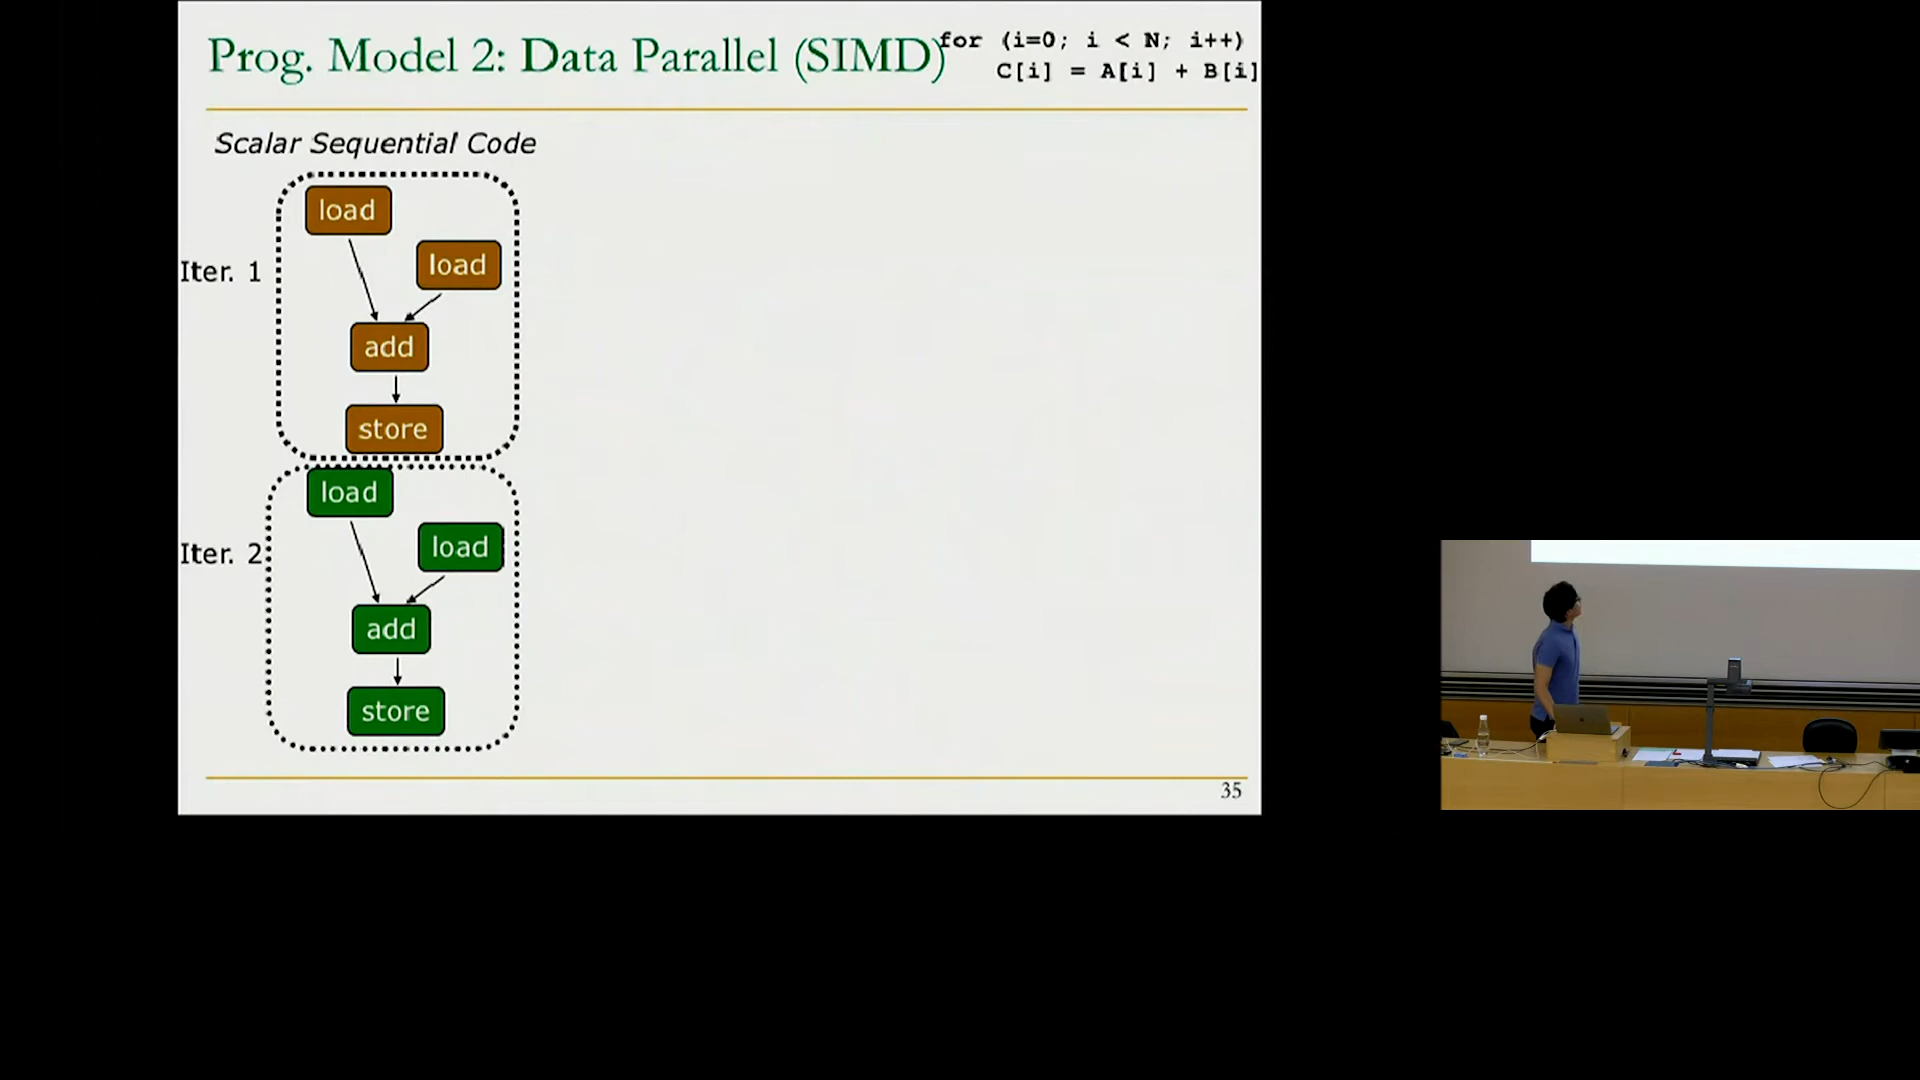 Prog. Model 2: Data Parallel (SIMD)
for (i=0; i < N; i++)
C[i] = A[i] + B[i]
Scalar Sequential Code
Iter. 1
load
load
add
store
Iter. 2
load
load
add
store
35